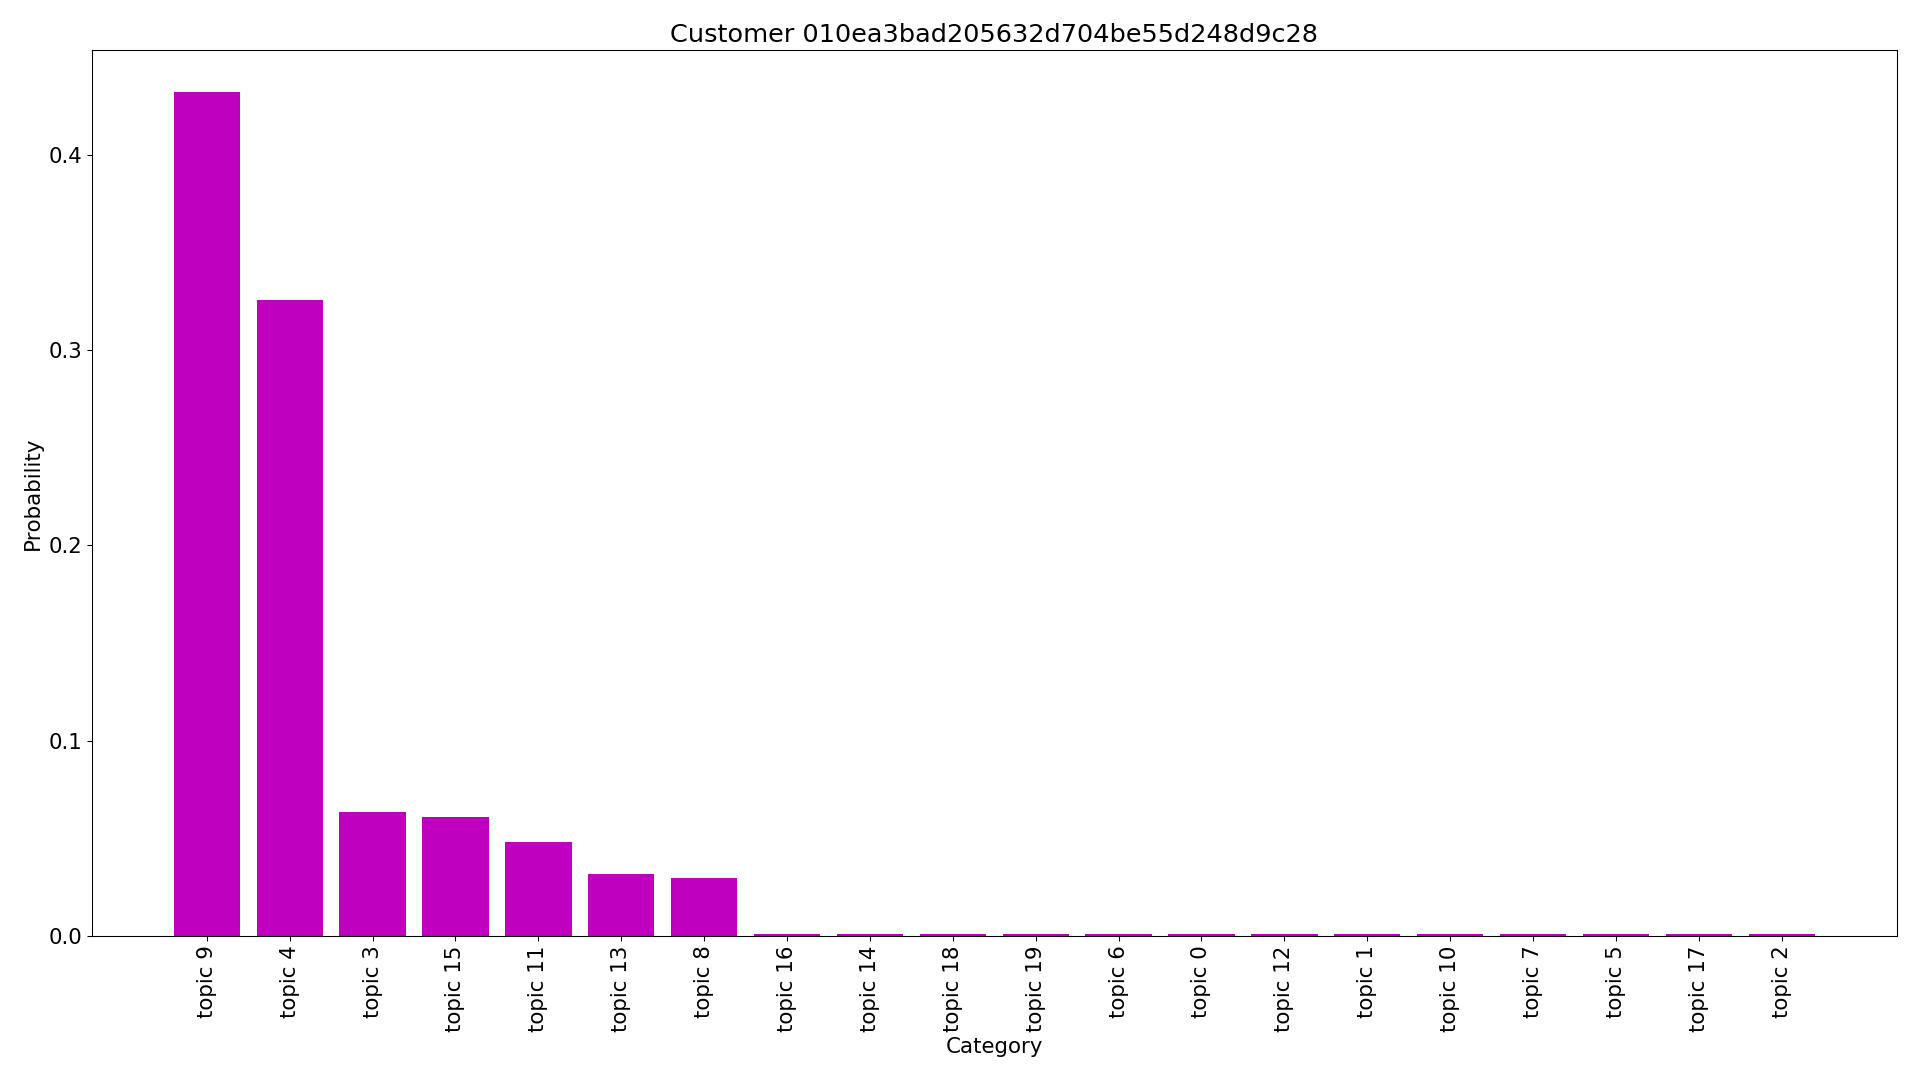 Customer 010ea3bad205632d704be55d248d9c28
Probability
0.4
0.3
0.2
0.1
0.0
topic 9
topic 4
topic 3
topic 15
topic 11
topic 13
topic 8
topic 16
topic 14
topic 18
topic 19
topic 6
topic 0
topic 12
topic 1
topic 10
topic 7
topic 5
topic 17
topic 2
Category